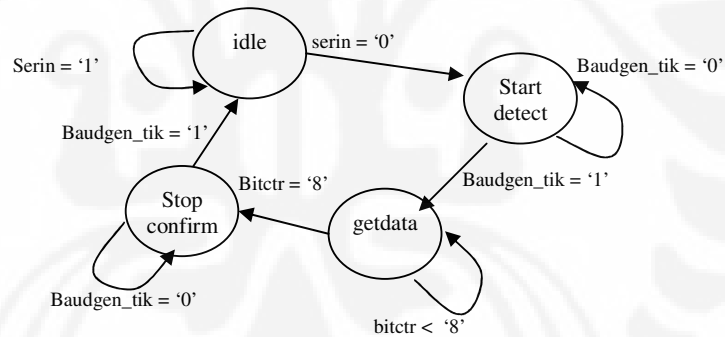 idle
serin = ‘0’
Serin = ‘1’
Baudgen_tik = ‘0’
Start
detect
Baudgen_tik = ‘1’
Baudgen_tik = ‘1’
Bitctr = ‘8’
Stop
confirm
getdata
Baudgen_tik = ‘0’
bitctr < ‘8’